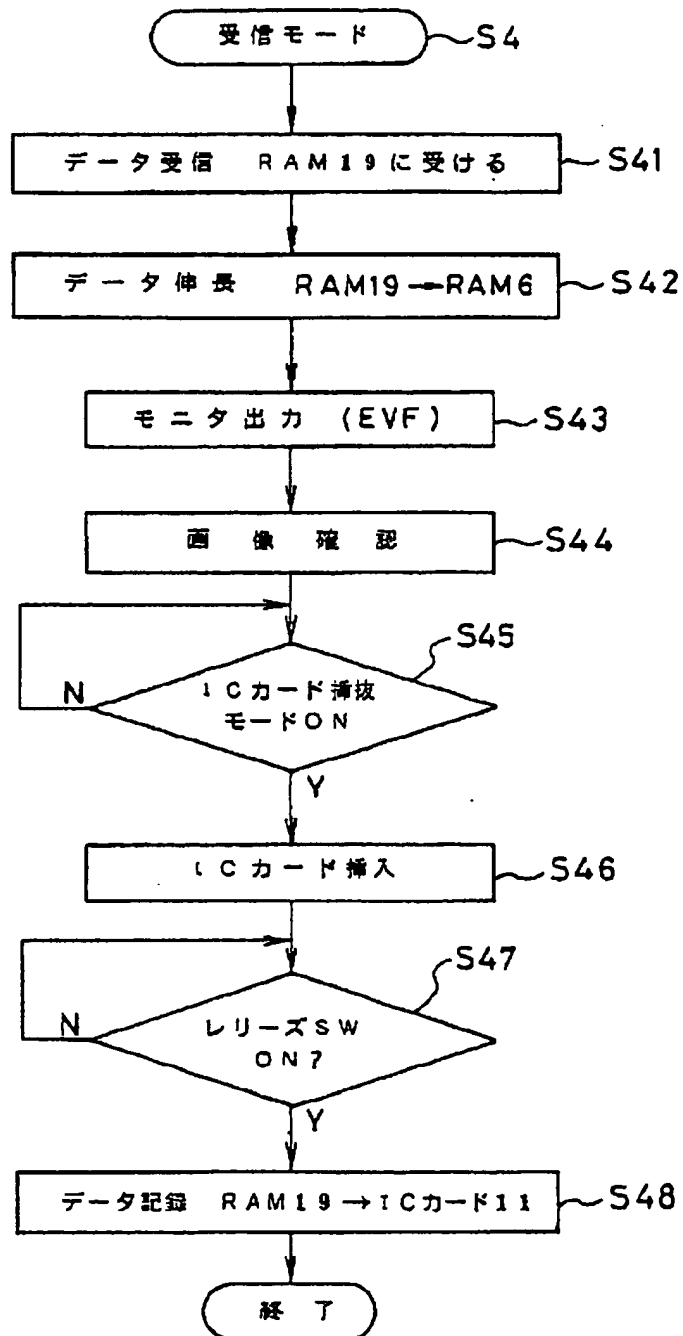 受信モード S4
データ受信 RAM19に受ける S41
データ伸長 RAM19→RAM6 S42
モニタ出力 (EVF) S43
画像確認 S44
S45
ICカード挿抜
モードON
N
Y
ICカード挿入 S46
S47
レリーズSW
ON?
N
Y
データ記録 RAM19→ICカード11 S48
終了